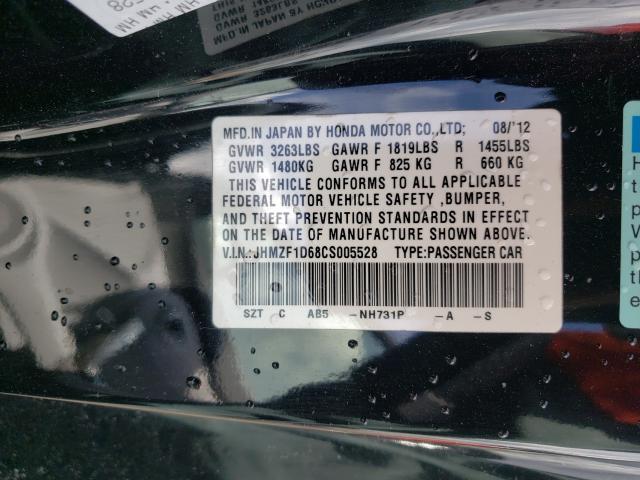 MFD.IN JAPAN BY HONDA MOTOR CO.,LTD; 08/'12
GVWR 3263LBS GAWR F 1819LBS R 1455LBS
GVWR 1480KG GAWR F 825 KG R 660 KG
THIS VEHICLE CONFORMS TO ALL APPLICABLE
FEDERAL MOTOR VEHICLE SAFETY ,BUMPER,
AND THEFT PREVENTION STANDARDS IN EFFECT
ON THE DATE OF MANUFACTURE SHOWN ABOVE.
V.I.N.:JHMZF1D68CS005528 TYPE:PASSENGER CAR
SZT C AB5 -NH731P -A -S